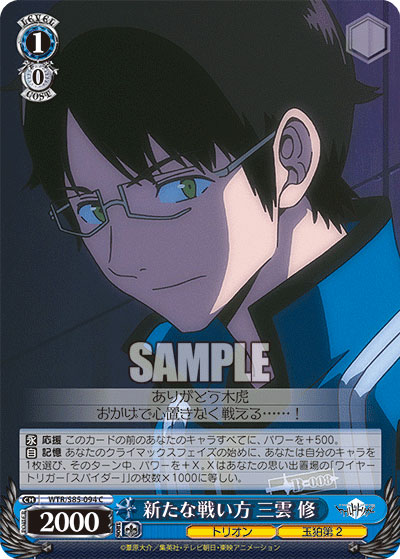 LEVEL
1
0
COST
SAMPLE
ありがとう木虎
おかげで心置きなく戦える……！
永 応援 このカードの前のあなたのキャラすべてに、パワーを+500。
自 記憶 あなたのクライマックスフェイズの始めに、あなたは自分のキャラを
1枚選び、そのターン中、パワーを+X。Xはあなたの思い出置場の「ワイヤー
トリガー「スパイダー」」の枚数×1000に等しい。
CH
WTR/S85-094 C
B-008
2000
新たな戦い方 三雲 修
トリオン
玉狛第2
©葦原大介／集英社・テレビ朝日・東映アニメーション